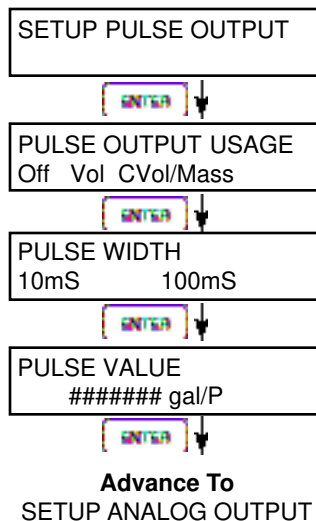 SETUP PULSE OUTPUT
ENTER
PULSE OUTPUT USAGE
Off Vol CVol/Mass
ENTER
PULSE WIDTH
10mS 100mS
ENTER
PULSE VALUE
####### gal/P
ENTER
Advance To
SETUP ANALOG OUTPUT